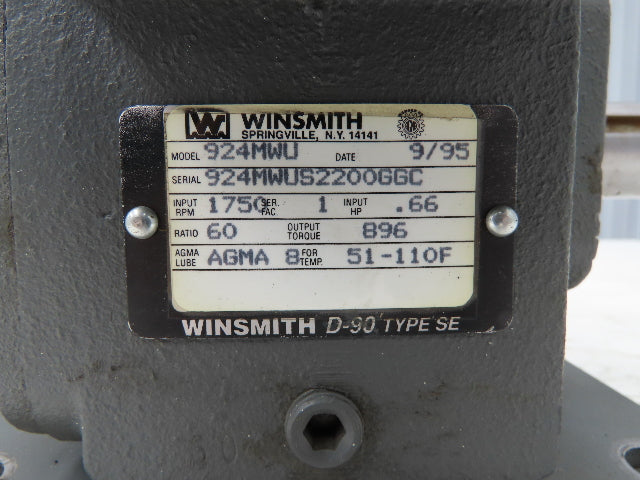 W WINSMITH
SPRINGVILLE, N.Y. 14141
MODEL 924MWU DATE 9/95
SERIAL 924MWUS2200GGC
INPUT RPM 1750 SER. FAC. 1 INPUT HP .66
RATIO 60 OUTPUT TORQUE 896
AGMA LUBE AGMA 8 FOR TEMP. 51-110F
WINSMITH D-90 TYPE SE